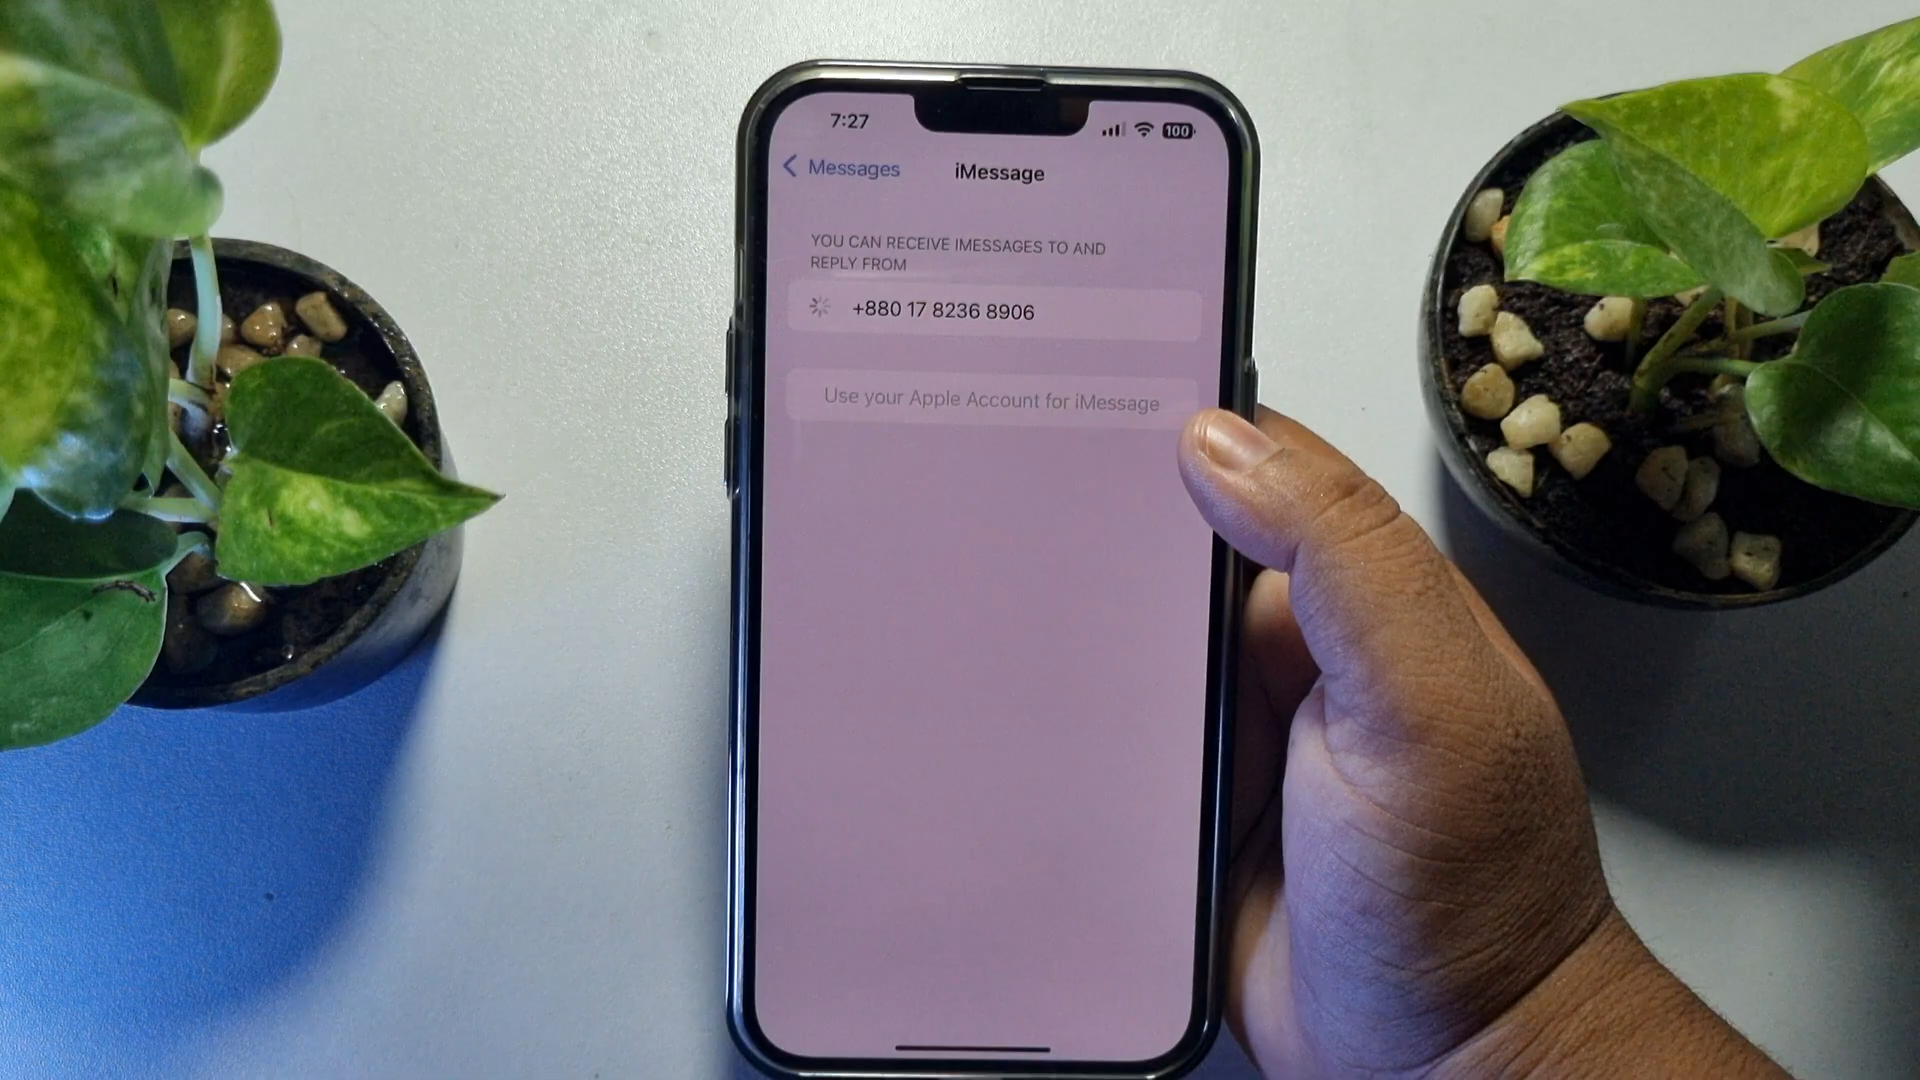 7:27
100
Messages
iMessage
YOU CAN RECEIVE IMESSAGES TO AND
REPLY FROM
+880 17 8236 8906
Use your Apple Account for iMessage